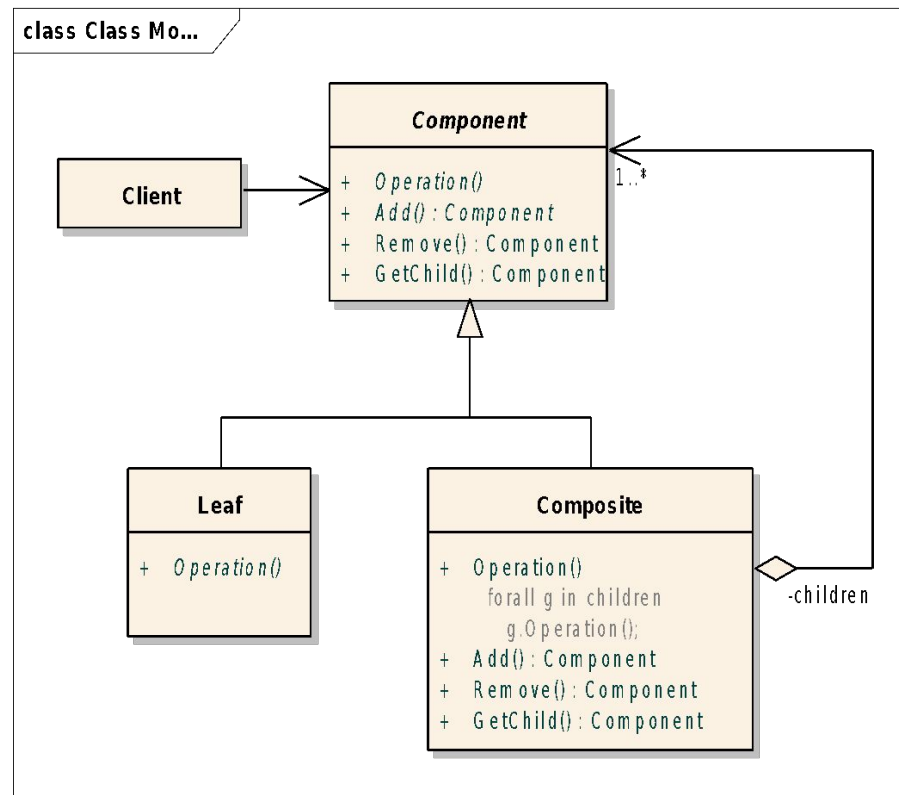 class Class Mo...
Component
+ Operation()
+ Add() : Component
+ Remove() : Component
+ GetChild() : Component
1..*
Client
Leaf
+ Operation()
Composite
+ Operation()
forall g in children
g.Operation();
+ Add() : Component
+ Remove() : Component
+ GetChild() : Component
-children